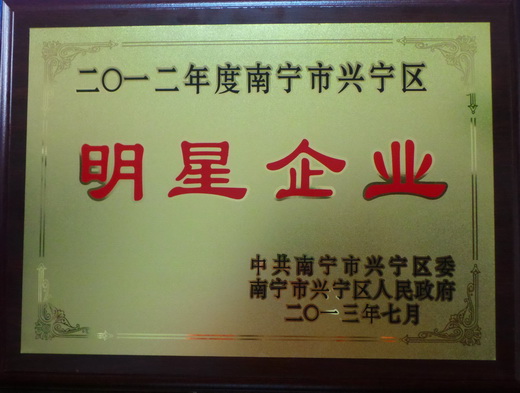 二〇一二年度南宁市兴宁区
明星企业
中共南宁市兴宁区委
南宁市兴宁区人民政府
二〇一三年七月